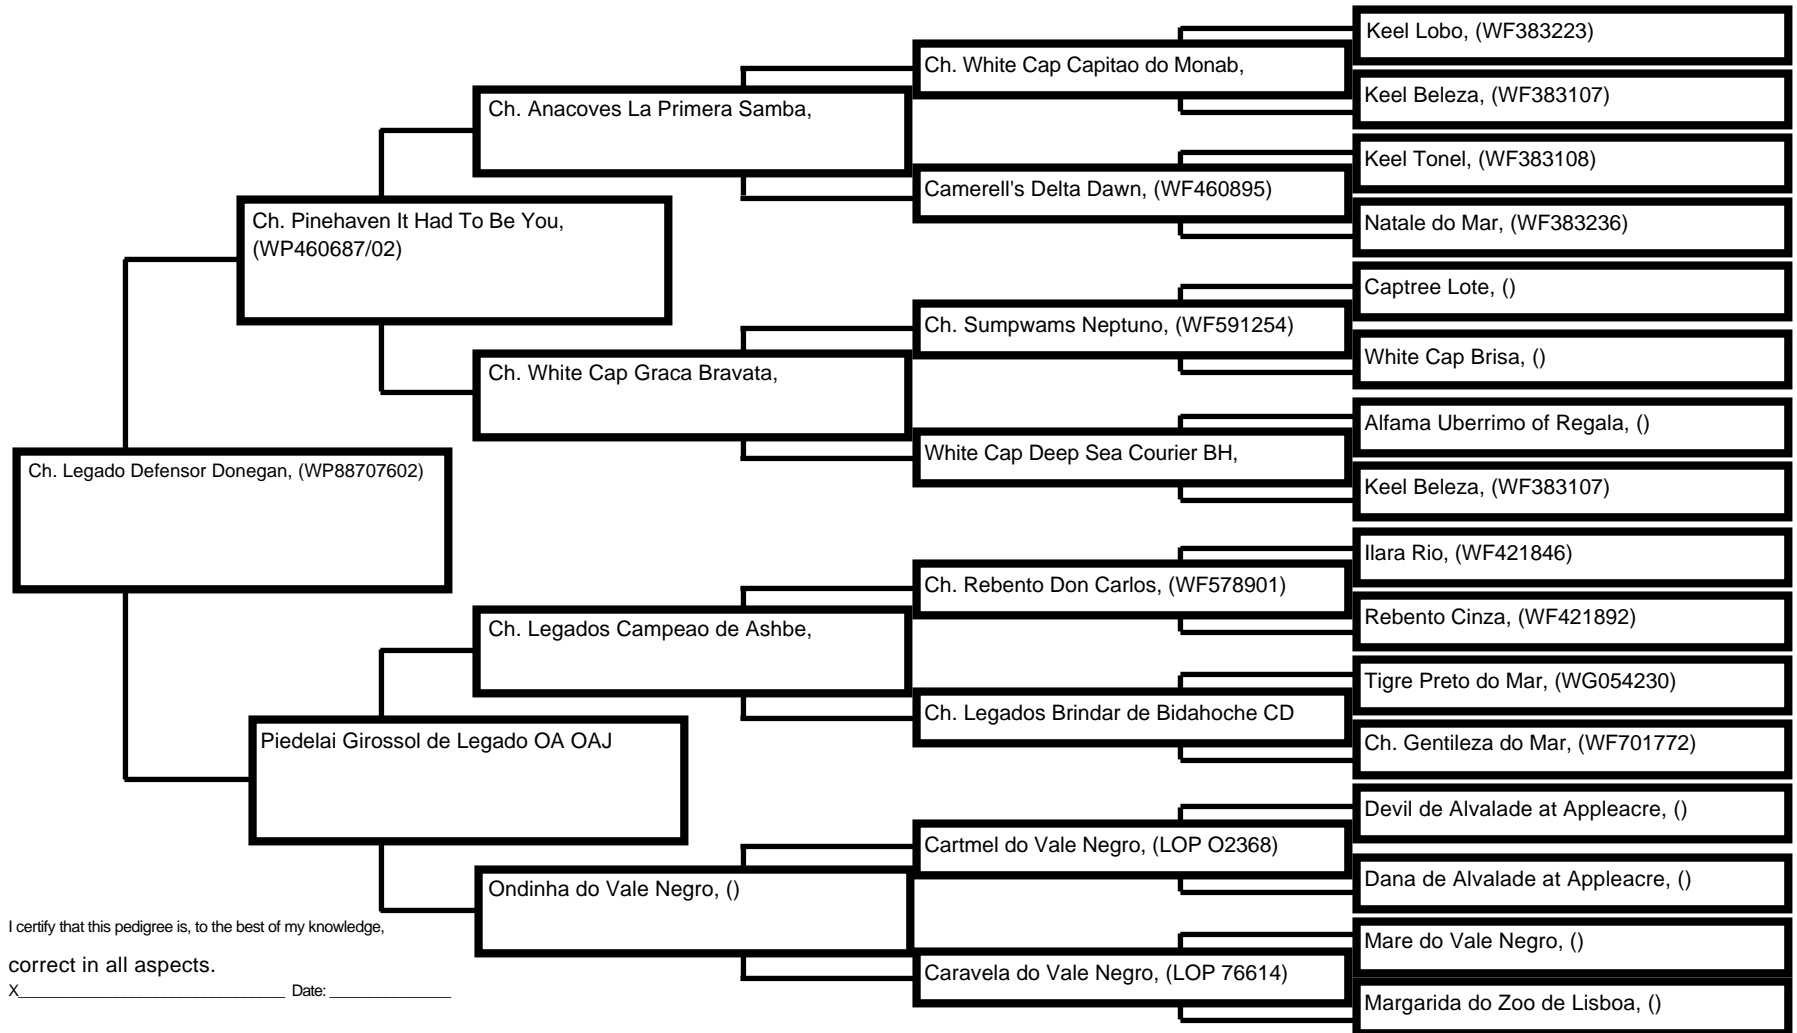 Keel Lobo, (WF383223)
Ch. White Cap Capitao do Monab,
Keel Beleza, (WF383107)
Ch. Anacoves La Primera Samba,
Keel Tonel, (WF383108)
Camerell's Delta Dawn, (WF460895)
Natale do Mar, (WF383236)
Ch. Pinehaven It Had To Be You,
(WP460687/02)
Captree Lote, ()
Ch. Sumpwams Neptuno, (WF591254)
White Cap Brisa, ()
Ch. White Cap Graca Bravata,
Alfama Uberrimo of Regala, ()
White Cap Deep Sea Courier BH,
Keel Beleza, (WF383107)
Ch. Legado Defensor Donegan, (WP88707602)
Ilara Rio, (WF421846)
Ch. Rebento Don Carlos, (WF578901)
Rebento Cinza, (WF421892)
Ch. Legados Campeao de Ashbe,
Tigre Preto do Mar, (WG054230)
Ch. Legados Brindar de Bidahoche CD
Ch. Gentileza do Mar, (WF701772)
Piedelai Girossol de Legado OA OAJ
Devil de Alvalade at Appleacre, ()
Cartmel do Vale Negro, (LOP O2368)
Dana de Alvalade at Appleacre, ()
Ondinha do Vale Negro, ()
Mare do Vale Negro, ()
Caravela do Vale Negro, (LOP 76614)
Margarida do Zoo de Lisboa, ()
I certify that this pedigree is, to the best of my knowledge,
correct in all aspects.
X_________________________________ Date: _______________